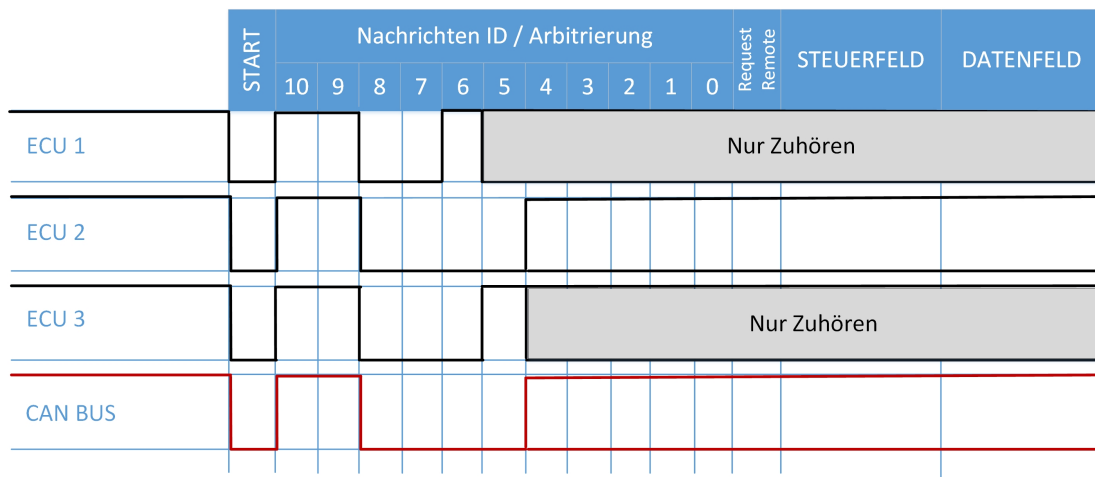 START
Nachrichten ID / Arbitrierung
10 9 8 7 6 5 4 3 2 1 0
Request
Remote
STEUERFELD
DATENFELD
ECU 1
Nur Zuhören
ECU 2
ECU 3
Nur Zuhören
CAN BUS